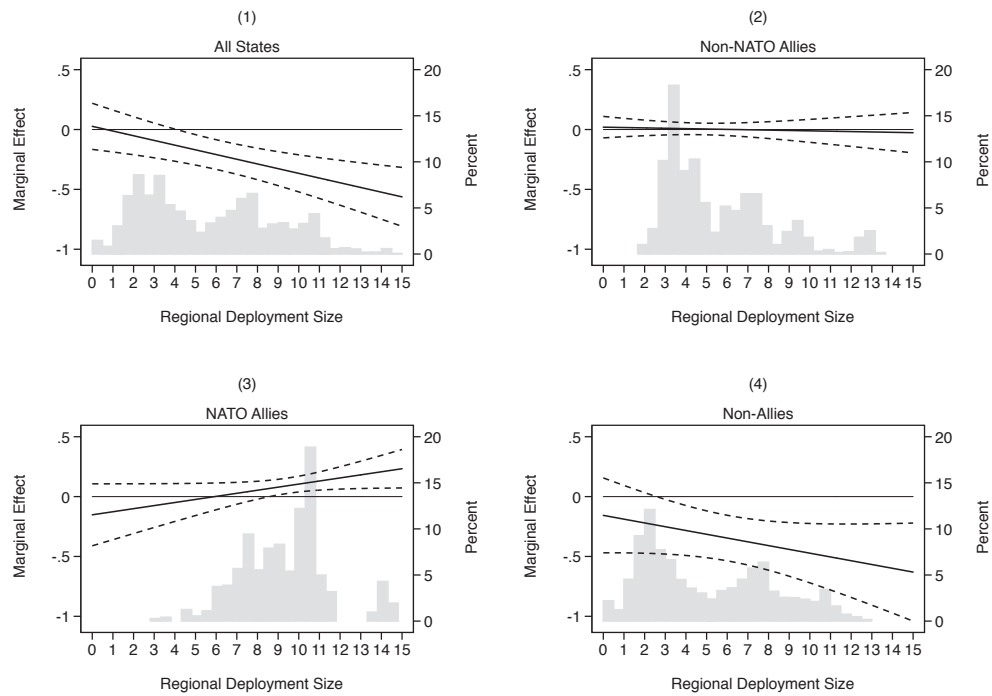 (1)
All States
.5
0
-.5
-1
Marginal Effect
20
15
10
5
0
Percent
0 1 2 3 4 5 6 7 8 9 10 11 12 13 14 15
Regional Deployment Size
(2)
Non-NATO Allies
.5
0
-.5
-1
Marginal Effect
20
15
10
5
0
Percent
0 1 2 3 4 5 6 7 8 9 10 11 12 13 14 15
Regional Deployment Size
(3)
NATO Allies
.5
0
-.5
-1
Marginal Effect
20
15
10
5
0
Percent
0 1 2 3 4 5 6 7 8 9 10 11 12 13 14 15
Regional Deployment Size
(4)
Non-Allies
.5
0
-.5
-1
Marginal Effect
20
15
10
5
0
Percent
0 1 2 3 4 5 6 7 8 9 10 11 12 13 14 15
Regional Deployment Size